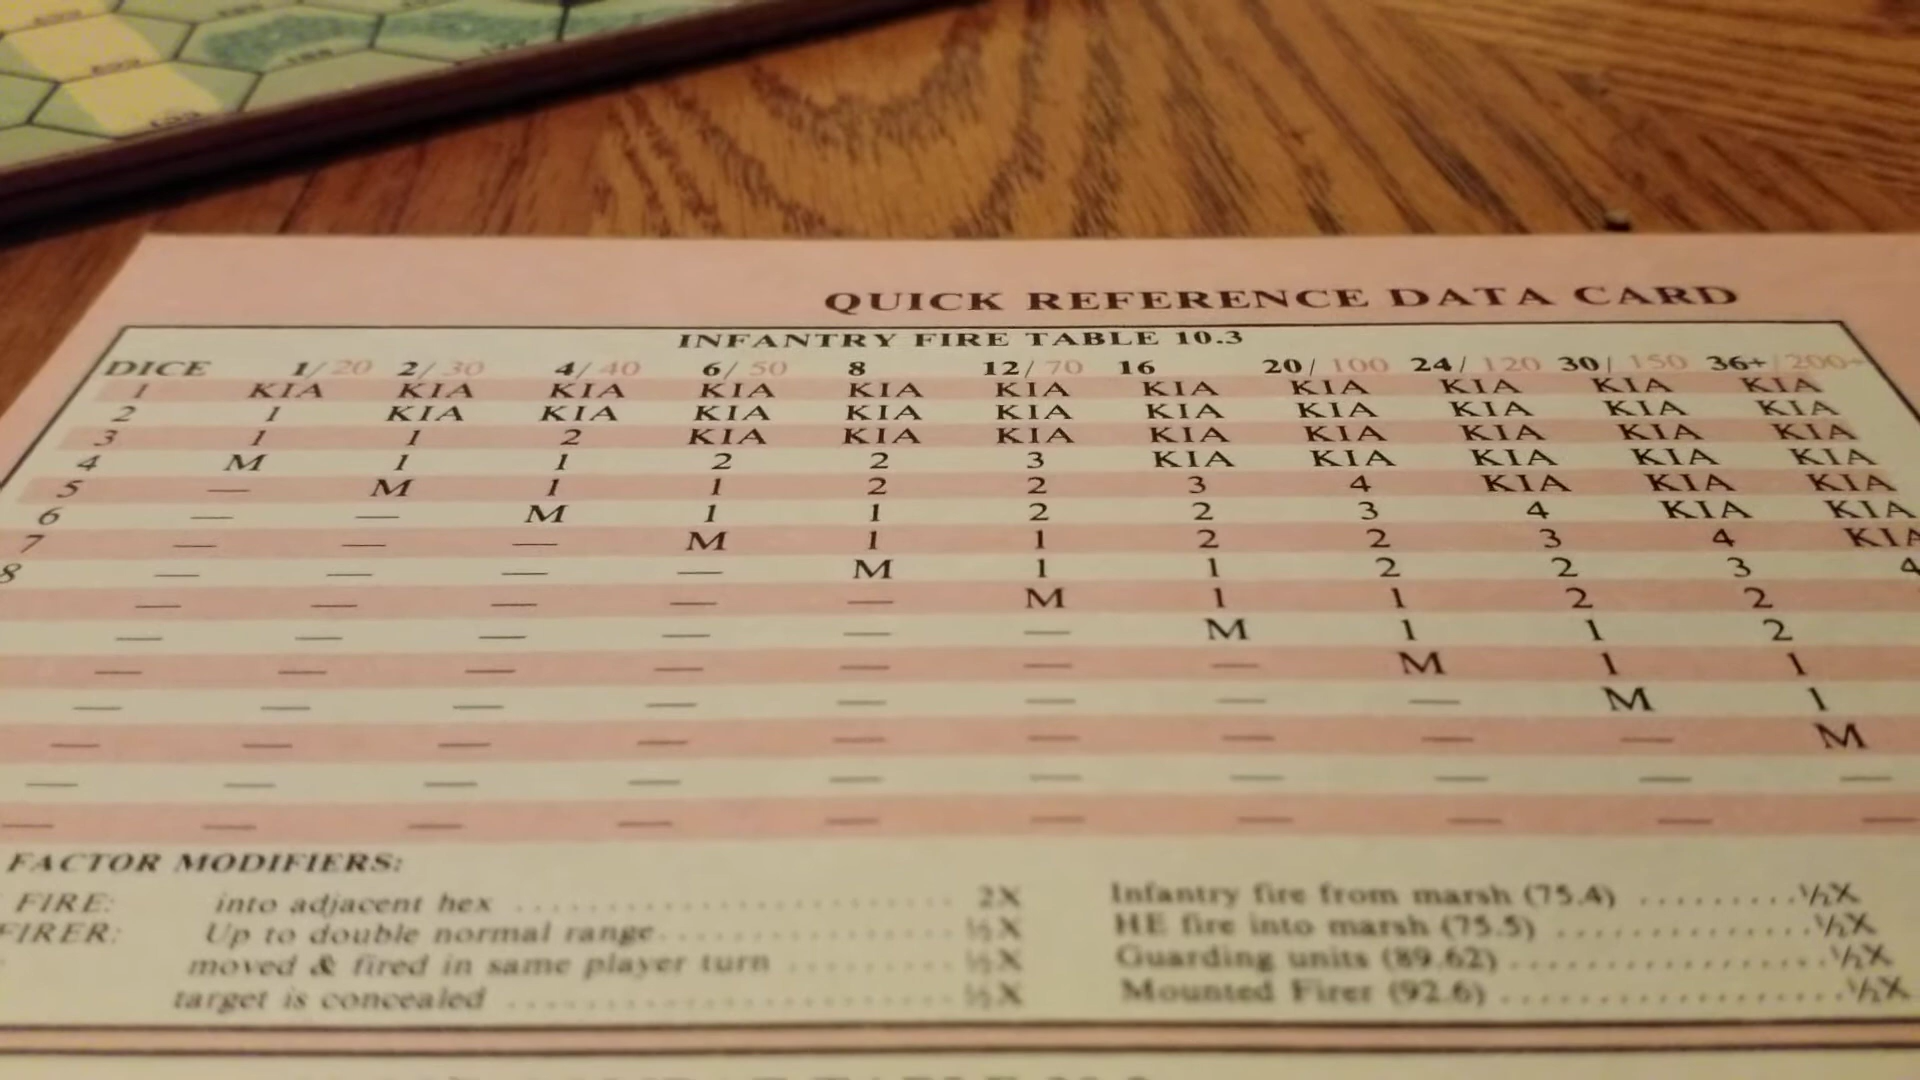 QUICK REFERENCE DATA CARD
INFANTRY FIRE TABLE 10.3
DICE 1/20 2/30 4/40 6/50 8 12/70 16 20/100 24/120 30/150 36+/200+
1 KIA KIA KIA KIA KIA KIA KIA KIA KIA KIA KIA
2 1 KIA KIA KIA KIA KIA KIA KIA KIA KIA KIA
3 1 1 2 KIA KIA KIA KIA KIA KIA KIA KIA
4 M 1 1 2 2 3 KIA KIA KIA KIA KIA
5 — M 1 1 2 2 3 4 KIA KIA KIA
6 — — M 1 1 2 2 3 4 KIA KIA
7 — — — M 1 1 2 2 3 4 KIA
8 — — — — M 1 1 2 2 3 4
— — — — — M 1 1 2 2
— — — — — — M 1 1 2
— — — — — — — M 1 1
— — — — — — — — M 1
— — — — — — — — — M
— — — — — — — — — —
— — — — — — — — — —
FACTOR MODIFIERS:
FIRE: into adjacent hex .......... 2X Infantry fire from marsh (75.4) .......... ½X
FIRER: Up to double normal range .......... ½X HE fire into marsh (75.5) .......... ½X
moved & fired in same player turn .......... ½X Guarding units (89.62) .......... ½X
target is concealed .......... ½X Mounted Firer (92.6) .......... ½X